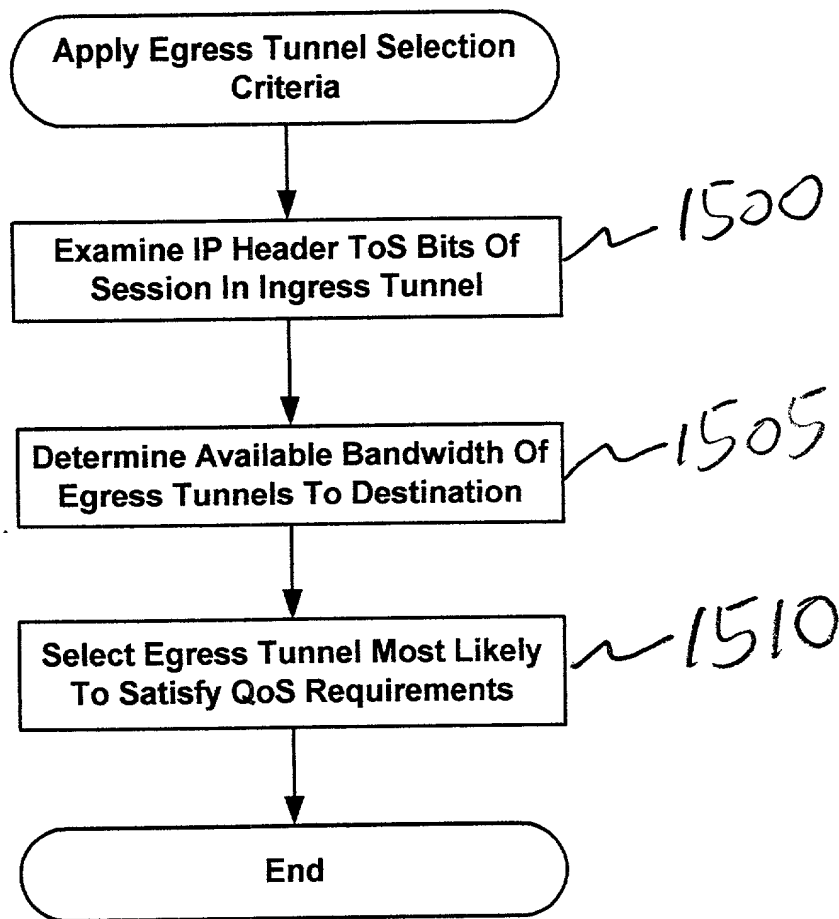 Apply Egress Tunnel Selection
Criteria
Examine IP Header ToS Bits Of
Session In Ingress Tunnel
1500
Determine Available Bandwidth Of
Egress Tunnels To Destination
1505
Select Egress Tunnel Most Likely
To Satisfy QoS Requirements
1510
End